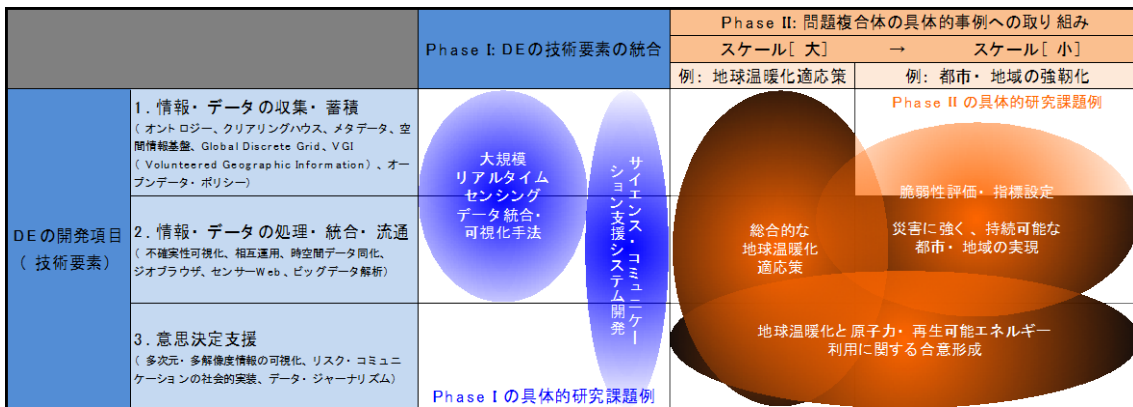 Phase II: 問題複合体の具体的事例への取り組み
Phase I: DEの技術要素の統合
スケール[ 大] → スケール[ 小]
例: 地球温暖化適応策
例: 都市・地域の強靭化
DEの開発項目
( 技術要素)
1. 情報・データの収集・蓄積
( オントロジー、クリアリングハウス、メタデータ、空
間情報基盤、Global Discrete Grid、VGI
( Volunteered Geographic Information) 、オー
プンデータ・ポリシー)
2. 情報・データの処理・統合・流通
( 不確実性可視化、相互運用、時空間データ同化、
ジオブラウザ、センサーWeb、ビッグデータ解析)
3. 意思決定支援
( 多次元・多解像度情報の可視化、リスク・コミュニ
ケーションの社会的実装、データ・ジャーナリズム)
大規模
リアルタイム
センシング
データ統合・
可視化手法
サイエンス・コミュニケー
ション支援システム開発
Phase I の具体的研究課題例
Phase II の具体的研究課題例
総合的な
地球温暖化
適応策
脆弱性評価・指標設定
災害に強く、持続可能な
都市・地域の実現
地球温暖化と原子力・再生可能エネルギー
利用に関する合意形成